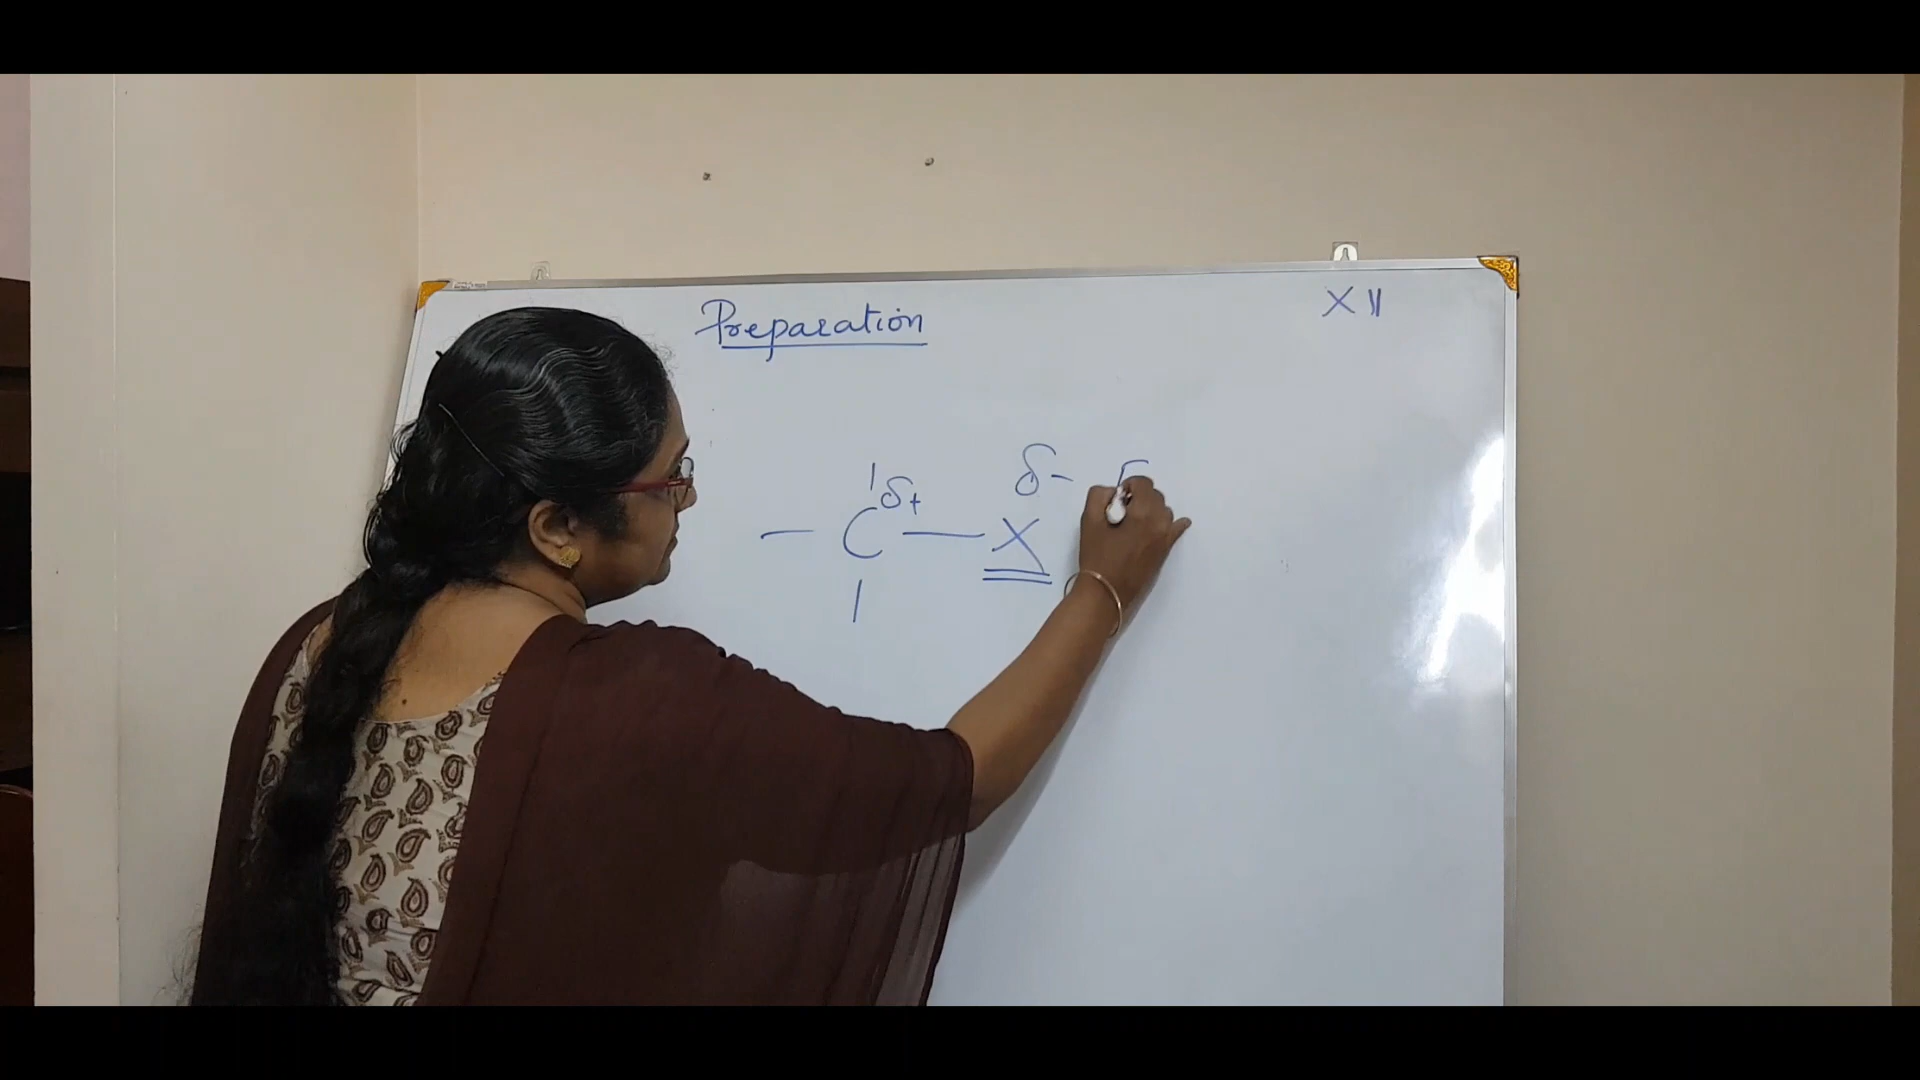 Preparation
XII
δ+ δ-
— C — X